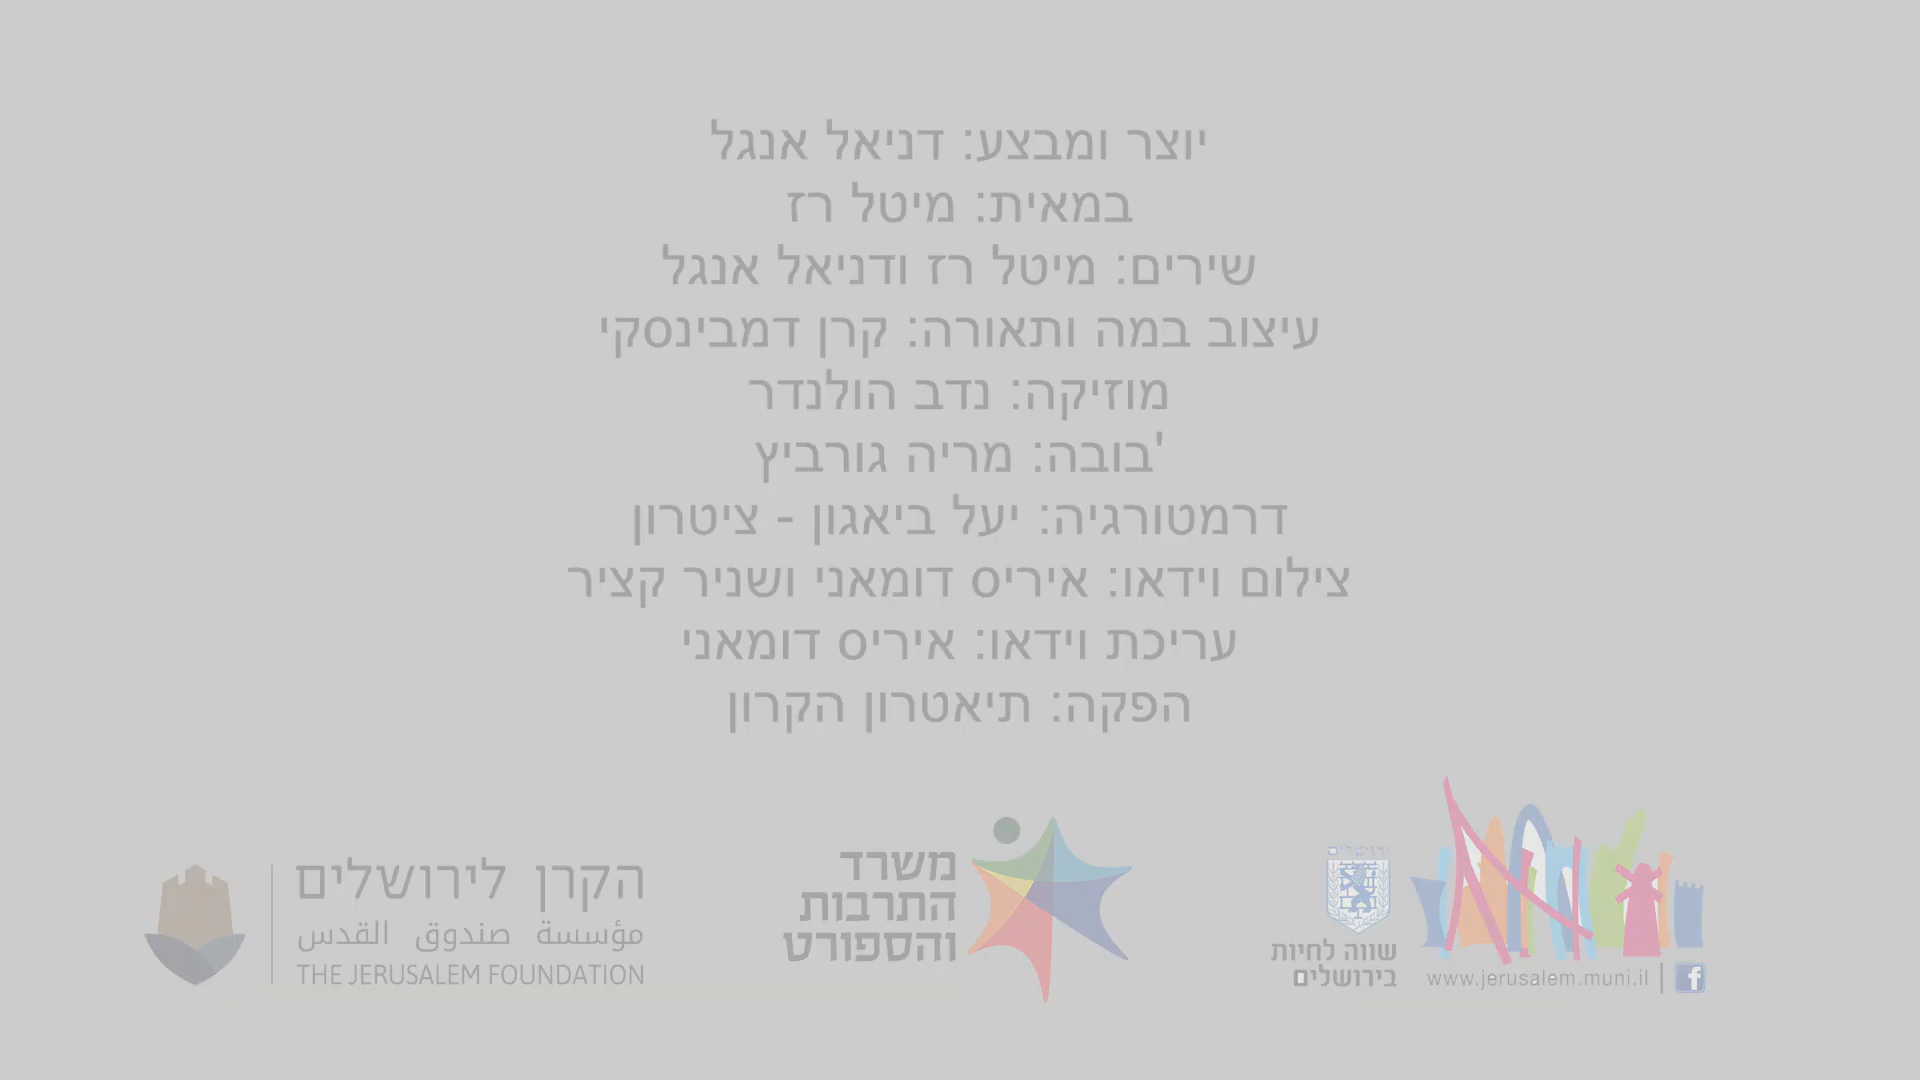 יוצר ומבצע: דניאל אנגל
במאית: מיטל רז
שירים: מיטל רז ודניאל אנגל
עיצוב במה ותאורה: קרן דמבינסקי
מוזיקה: נדב הולנדר
'בובה: מריה גורביץ
דרמטורגיה: יעל ביאגון - ציטרון
צילום וידאו: איריס דומאני ושניר קציר
עריכת וידאו: איריס דומאני
הפקה: תיאטרון הקרון
הקרן לירושלים
مؤسسة صندوق القدس
THE JERUSALEM FOUNDATION
משרד
התרבות
והספורט
ירושלים
שווה לחיות
בירושלים
www.jerusalem.muni.il | f